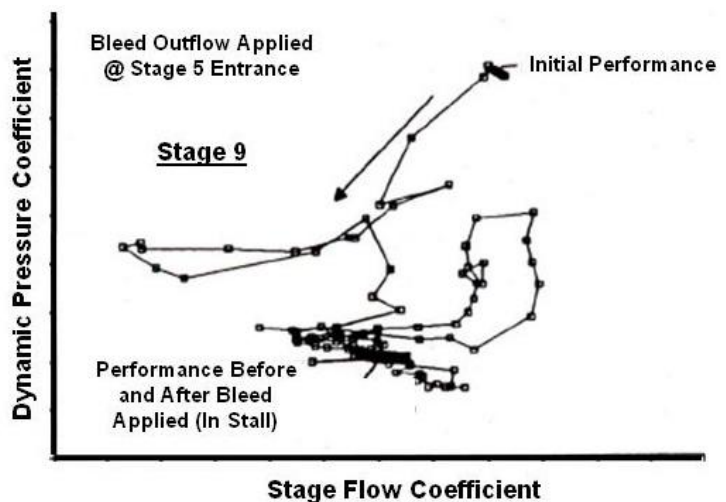 Bleed Outflow Applied
@ Stage 5 Entrance
Initial Performance
Stage 9
Dynamic Pressure Coefficient
Performance Before
and After Bleed
Applied (In Stall)
Stage Flow Coefficient